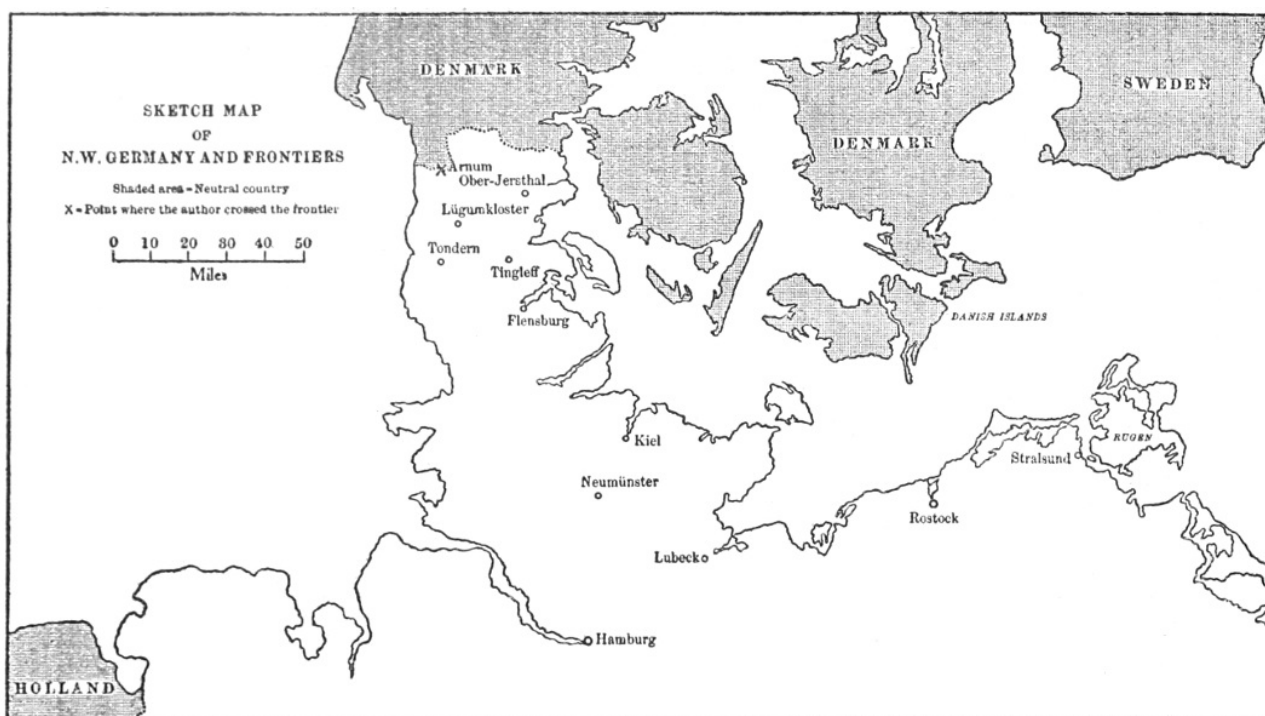 SKETCH MAP
OF
N.W. GERMANY AND FRONTIERS
Shaded area = Neutral country
X = Point where the author crossed the frontier
0 10 20 30 40 50
Miles
DENMARK
DENMARK
SWEDEN
Arnum
Ober-Jersthal
Lügumkloster
Tondern
Tingleff
Flensburg
DANISH ISLANDS
Kiel
RUGEN
Stralsund
Neumünster
Rostock
Lubeck
Hamburg
HOLLAND